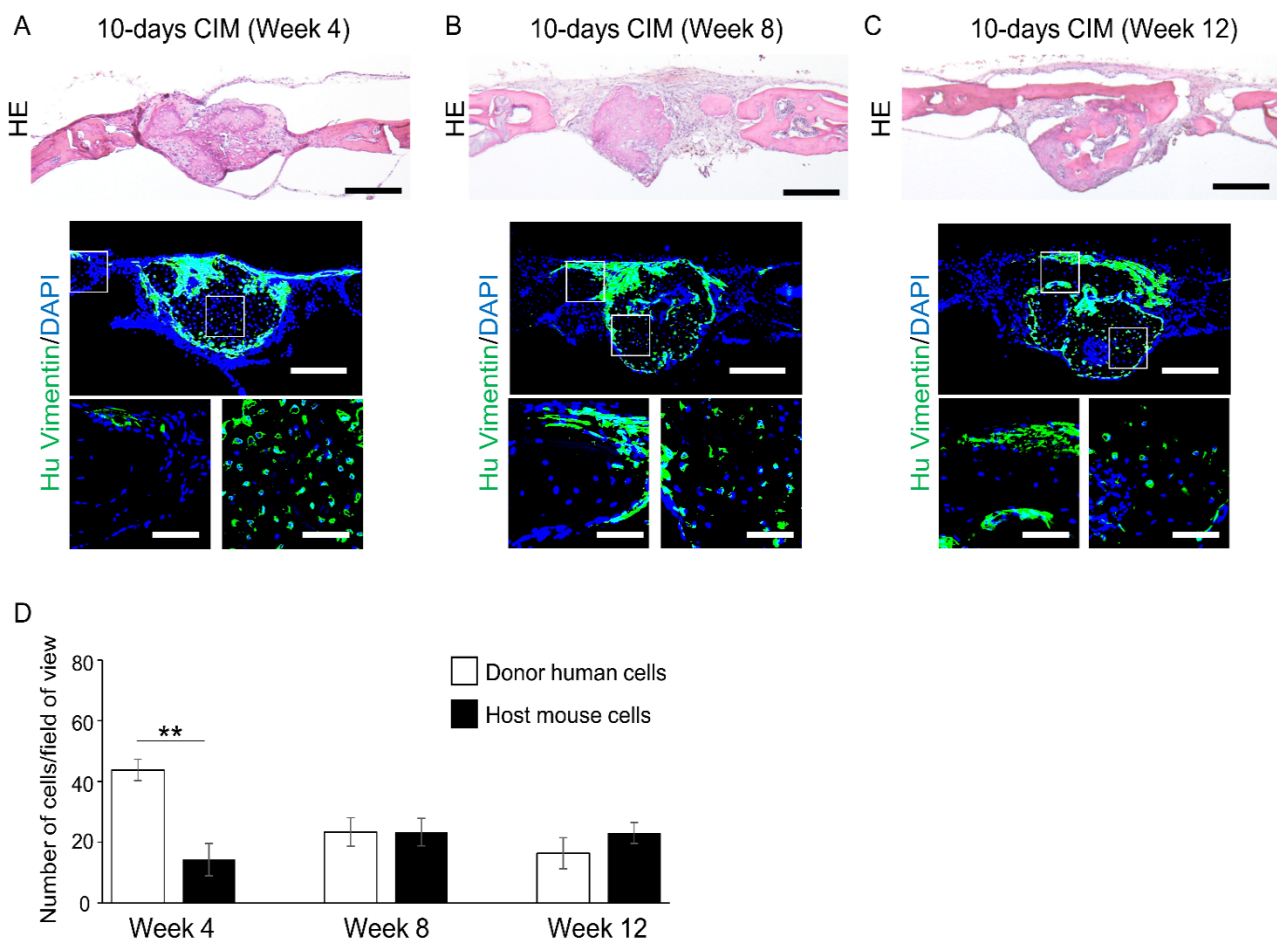 A 10-days CIM (Week 4)
B 10-days CIM (Week 8)
C 10-days CIM (Week 12)
HE
HE
HE
Hu Vimentin/DAPI
Hu Vimentin/DAPI
Hu Vimentin/DAPI
D
Number of cells/field of view
80
60
40
20
0
**
Donor human cells
Host mouse cells
Week 4
Week 8
Week 12